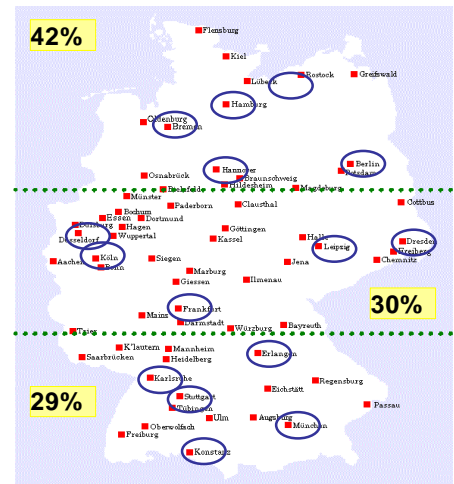 42%
Flensburg
Kiel
Lübeck
Rostock
Greifswald
Hamburg
Oldenburg
Bremen
Hannover
Braunschweig
Berlin
Potsdam
Osnabrück
Bielefeld
Hildesheim
Magdeburg
Münster
Paderborn
Clausthal
Cottbus
Bochum
Essen
Dortmund
Duisburg
Hagen
Düsseldorf
Wuppertal
Göttingen
Kassel
Halle
Leipzig
Dresden
Freiberg
Chemnitz
Aachen
Köln
Bonn
Siegen
Marburg
Giessen
Jena
Ilmenau
30%
Frankfurt
Mainz
Darmstadt
Trier
Würzburg
Bayreuth
K'lautern
Mannheim
Saarbrücken
Heidelberg
Erlangen
Karlsruhe
Regensburg
Eichstätt
29%
Stuttgart
Tübingen
Passau
Ulm
Augsburg
Oberwolfach
München
Freiburg
Konstanz